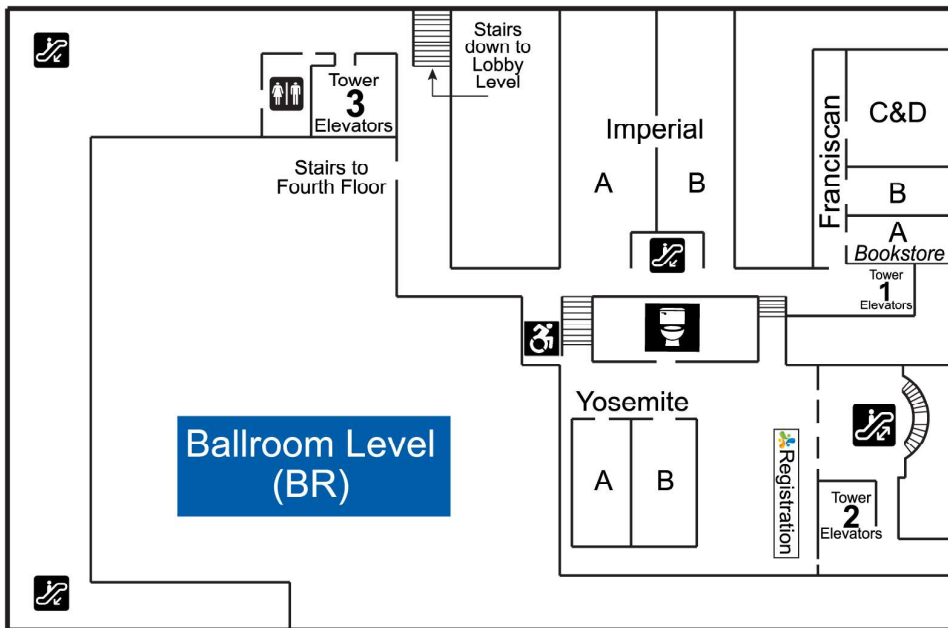 Stairs
down to
Lobby
Level
Tower
3
Elevators
Stairs to
Fourth Floor
Imperial
A
B
Franciscan
C&D
B
A
Bookstore
Tower
1
Elevators
Yosemite
A
B
Registration
Tower
2
Elevators
Ballroom Level
(BR)